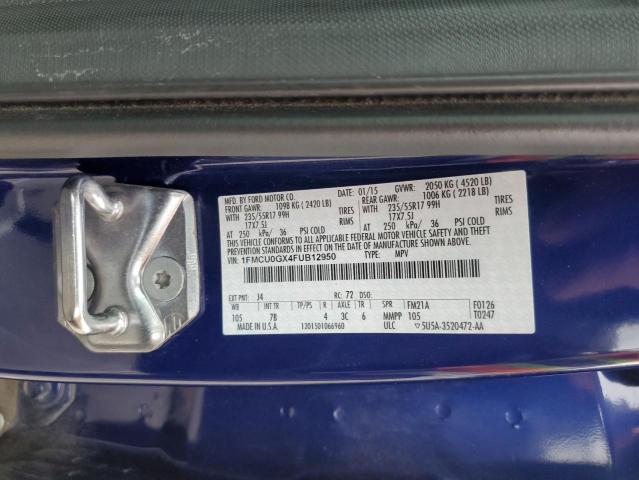 MFD. BY FORD MOTOR CO.
DATE: 01/15 GVWR: 2050 KG ( 4520 LB)
FRONT GAWR: 1098 KG ( 2420 LB)
REAR GAWR: 1006 KG ( 2218 LB)
WITH 235/55R17 99H TIRES
WITH 235/55R17 99H TIRES
17X7.5J RIMS
17X7.5J RIMS
AT 250 kPa/ 36 PSI COLD
AT 250 kPa/ 36 PSI COLD
THIS VEHICLE CONFORMS TO ALL APPLICABLE FEDERAL MOTOR VEHICLE SAFETY AND THEFT
PREVENTION STANDARDS IN EFFECT ON THE DATE OF MANUFACTURE SHOWN ABOVE.
VIN: 1FMCU0GX4FUB12950 TYPE: MPV
EXT PNT: J4 RC: 72 DSO:
WB INT TR TP/PS R AXLE TR SPR FM21A F0126
105 7B 4 3C 6 MMPP 105 T0247
MADE IN U.S.A. 1201501066960 ULC 5U5A-3520472-AA